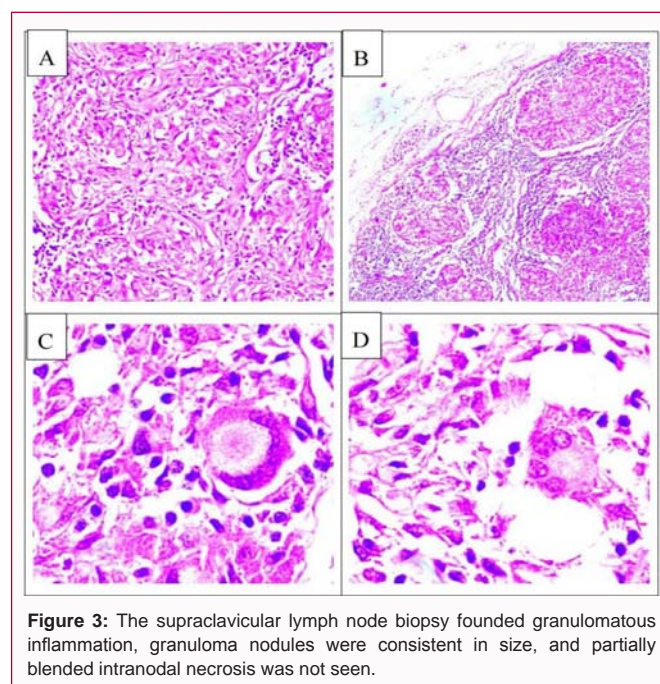 A
B
C
D
Figure 3: The supraclavicular lymph node biopsy founded granulomatous
inflammation, granuloma nodules were consistent in size, and partially
blended intranodal necrosis was not seen.